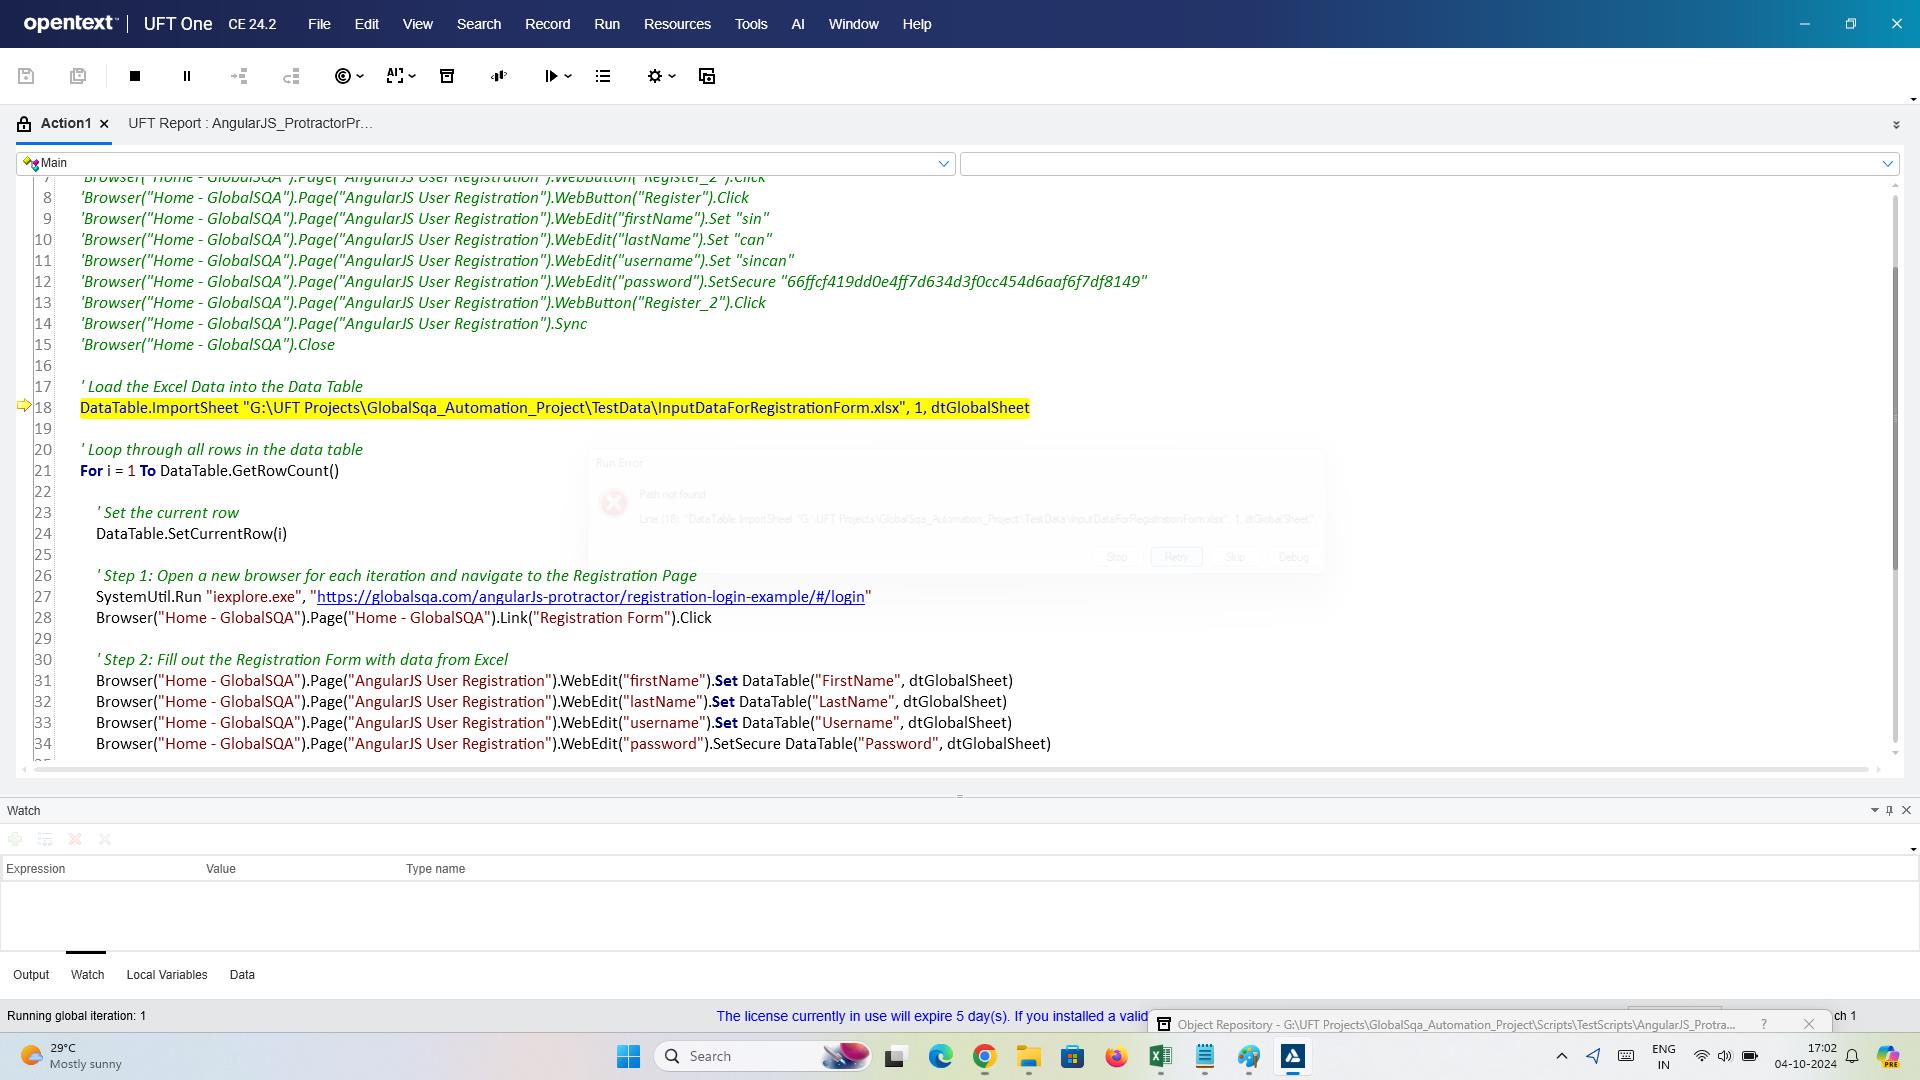 opentext | UFT One CE 24.2 File Edit View Search Record Run Resources Tools AI Window Help
Action1 UFT Report : AngularJS_ProtractorPr...
Main
7 'Browser("Home - GlobalSQA").Page("AngularJS User Registration").WebButton("Register_2").Click
8 'Browser("Home - GlobalSQA").Page("AngularJS User Registration").WebButton("Register").Click
9 'Browser("Home - GlobalSQA").Page("AngularJS User Registration").WebEdit("firstName").Set "sin"
10 'Browser("Home - GlobalSQA").Page("AngularJS User Registration").WebEdit("lastName").Set "can"
11 'Browser("Home - GlobalSQA").Page("AngularJS User Registration").WebEdit("username").Set "sincan"
12 'Browser("Home - GlobalSQA").Page("AngularJS User Registration").WebEdit("password").SetSecure "66ffcf419dd0e4ff7d634d3f0cc454d6aaf6f7df8149"
13 'Browser("Home - GlobalSQA").Page("AngularJS User Registration").WebButton("Register_2").Click
14 'Browser("Home - GlobalSQA").Page("AngularJS User Registration").Sync
15 'Browser("Home - GlobalSQA").Close
16
17 ' Load the Excel Data into the Data Table
18 DataTable.ImportSheet "G:\UFT Projects\GlobalSqa_Automation_Project\TestData\InputDataForRegistrationForm.xlsx", 1, dtGlobalSheet
19
20 ' Loop through all rows in the data table
21 For i = 1 To DataTable.GetRowCount()
22
23 ' Set the current row
24 DataTable.SetCurrentRow(i)
25
26 ' Step 1: Open a new browser for each iteration and navigate to the Registration Page
27 SystemUtil.Run "iexplore.exe", "https://globalsqa.com/angularJs-protractor/registration-login-example/#/login"
28 Browser("Home - GlobalSQA").Page("Home - GlobalSQA").Link("Registration Form").Click
29
30 ' Step 2: Fill out the Registration Form with data from Excel
31 Browser("Home - GlobalSQA").Page("AngularJS User Registration").WebEdit("firstName").Set DataTable("FirstName", dtGlobalSheet)
32 Browser("Home - GlobalSQA").Page("AngularJS User Registration").WebEdit("lastName").Set DataTable("LastName", dtGlobalSheet)
33 Browser("Home - GlobalSQA").Page("AngularJS User Registration").WebEdit("username").Set DataTable("Username", dtGlobalSheet)
34 Browser("Home - GlobalSQA").Page("AngularJS User Registration").WebEdit("password").SetSecure DataTable("Password", dtGlobalSheet)
Run Error
Path not found
Line (18): "DataTable.ImportSheet "G:\UFT Projects\GlobalSqa_Automation_Project\TestData\InputDataForRegistrationForm.xlsx", 1, dtGlobalSheet"
Stop Retry Skip Debug
Watch
Expression Value Type name
Output Watch Local Variables Data
Running global iteration: 1 The license currently in use will expire 5 day(s). If you installed a valid ch 1
Object Repository - G:\UFT Projects\GlobalSqa_Automation_Project\Scripts\TestScripts\AngularJS_Protra... ?
29°C
Mostly sunny
Search
ENG
IN
17:02
04-10-2024
PRE